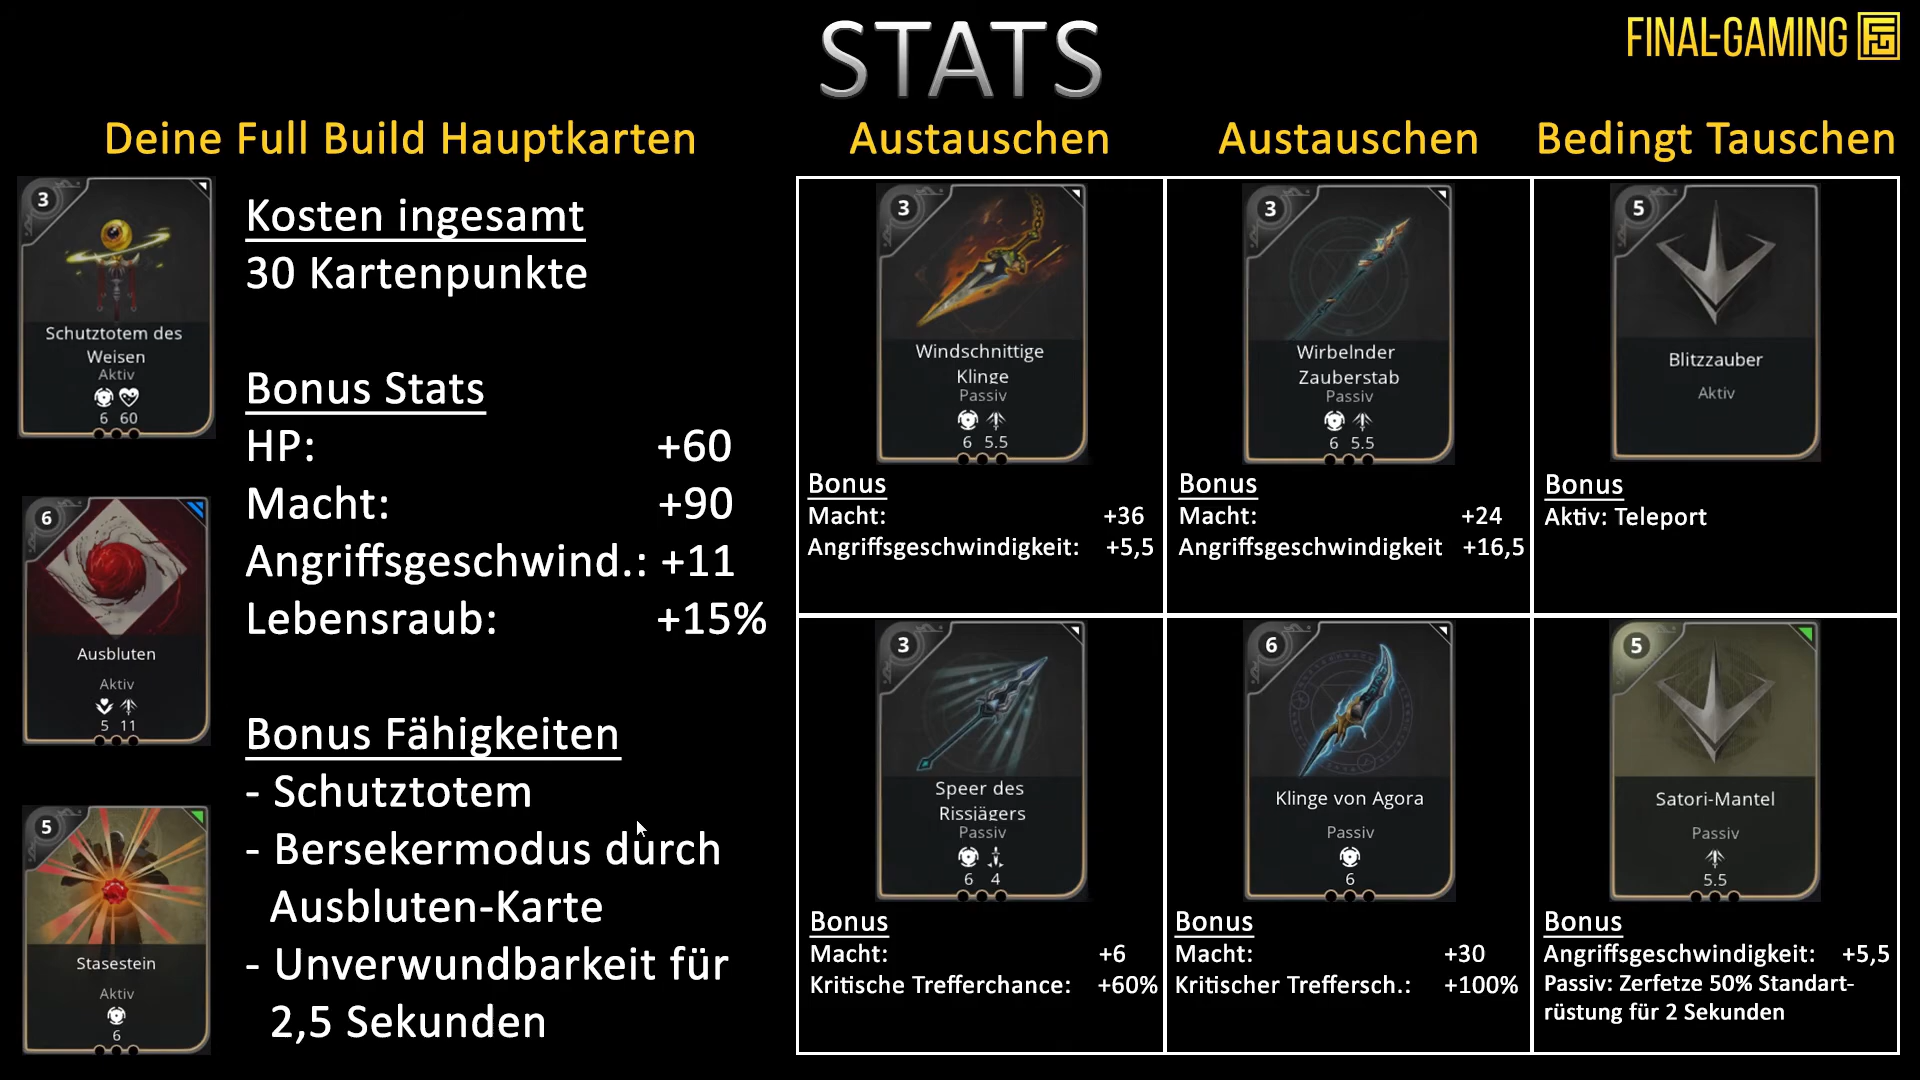 STATS
FINAL-GAMING
Deine Full Build Hauptkarten
3
Schutztotem des
Weisen
Aktiv
6 60
6
Ausbluten
Aktiv
5 11
5
Stasestein
Aktiv
6
Kosten ingesamt
30 Kartenpunkte
Bonus Stats
HP: +60
Macht: +90
Angriffsgeschwind.: +11
Lebensraub: +15%
Bonus Fähigkeiten
- Schutztotem
- Bersekermodus durch
Ausbluten-Karte
- Unverwundbarkeit für
2,5 Sekunden
Austauschen
3
Windschnittige
Klinge
Passiv
6 5.5
Bonus
Macht: +36
Angriffsgeschwindigkeit: +5,5
Austauschen
3
Wirbelnder
Zauberstab
Passiv
6 5.5
Bonus
Macht: +24
Angriffsgeschwindigkeit +16,5
Bedingt Tauschen
5
Blitzzauber
Aktiv
Bonus
Aktiv: Teleport
3
Speer des
Rissjägers
Passiv
6 4
Bonus
Macht: +6
Kritische Trefferchance: +60%
6
Klinge von Agora
Passiv
6
Bonus
Macht: +30
Kritischer Treffersch.: +100%
5
Satori-Mantel
Passiv
5.5
Bonus
Angriffsgeschwindigkeit: +5,5
Passiv: Zerfetze 50% Standart-
rüstung für 2 Sekunden